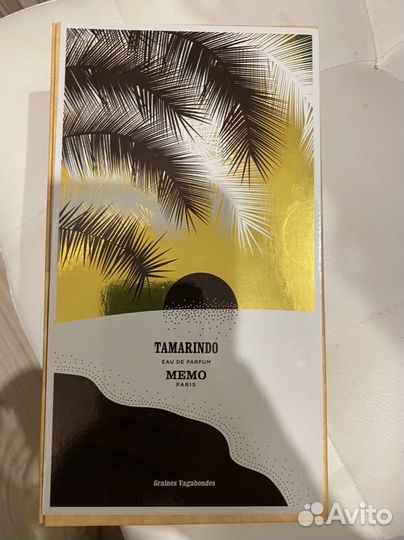 TAMARINDO
EAU DE PARFUM
MEMO
PARIS
Graines Vagabondes
Avito